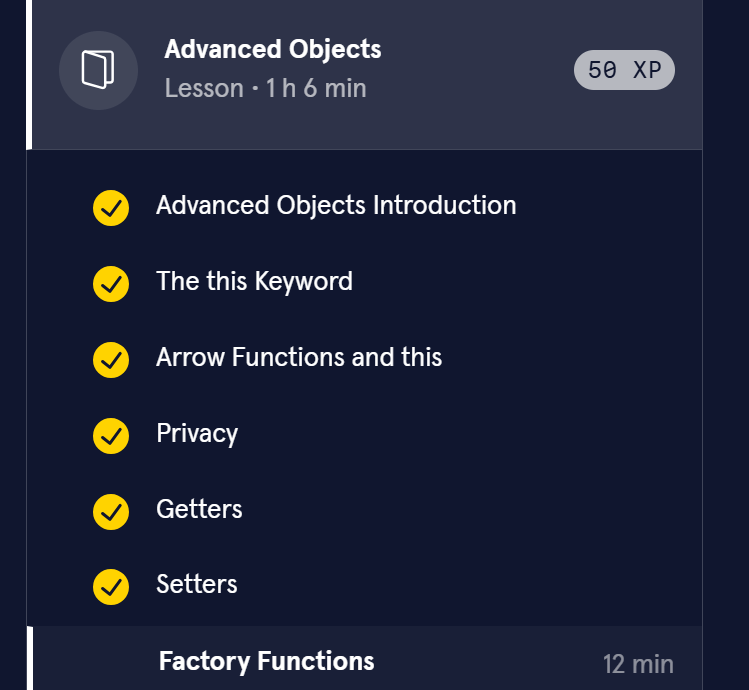 Advanced Objects
Lesson · 1 h 6 min
50 XP
Advanced Objects Introduction
The this Keyword
Arrow Functions and this
Privacy
Getters
Setters
Factory Functions
12 min